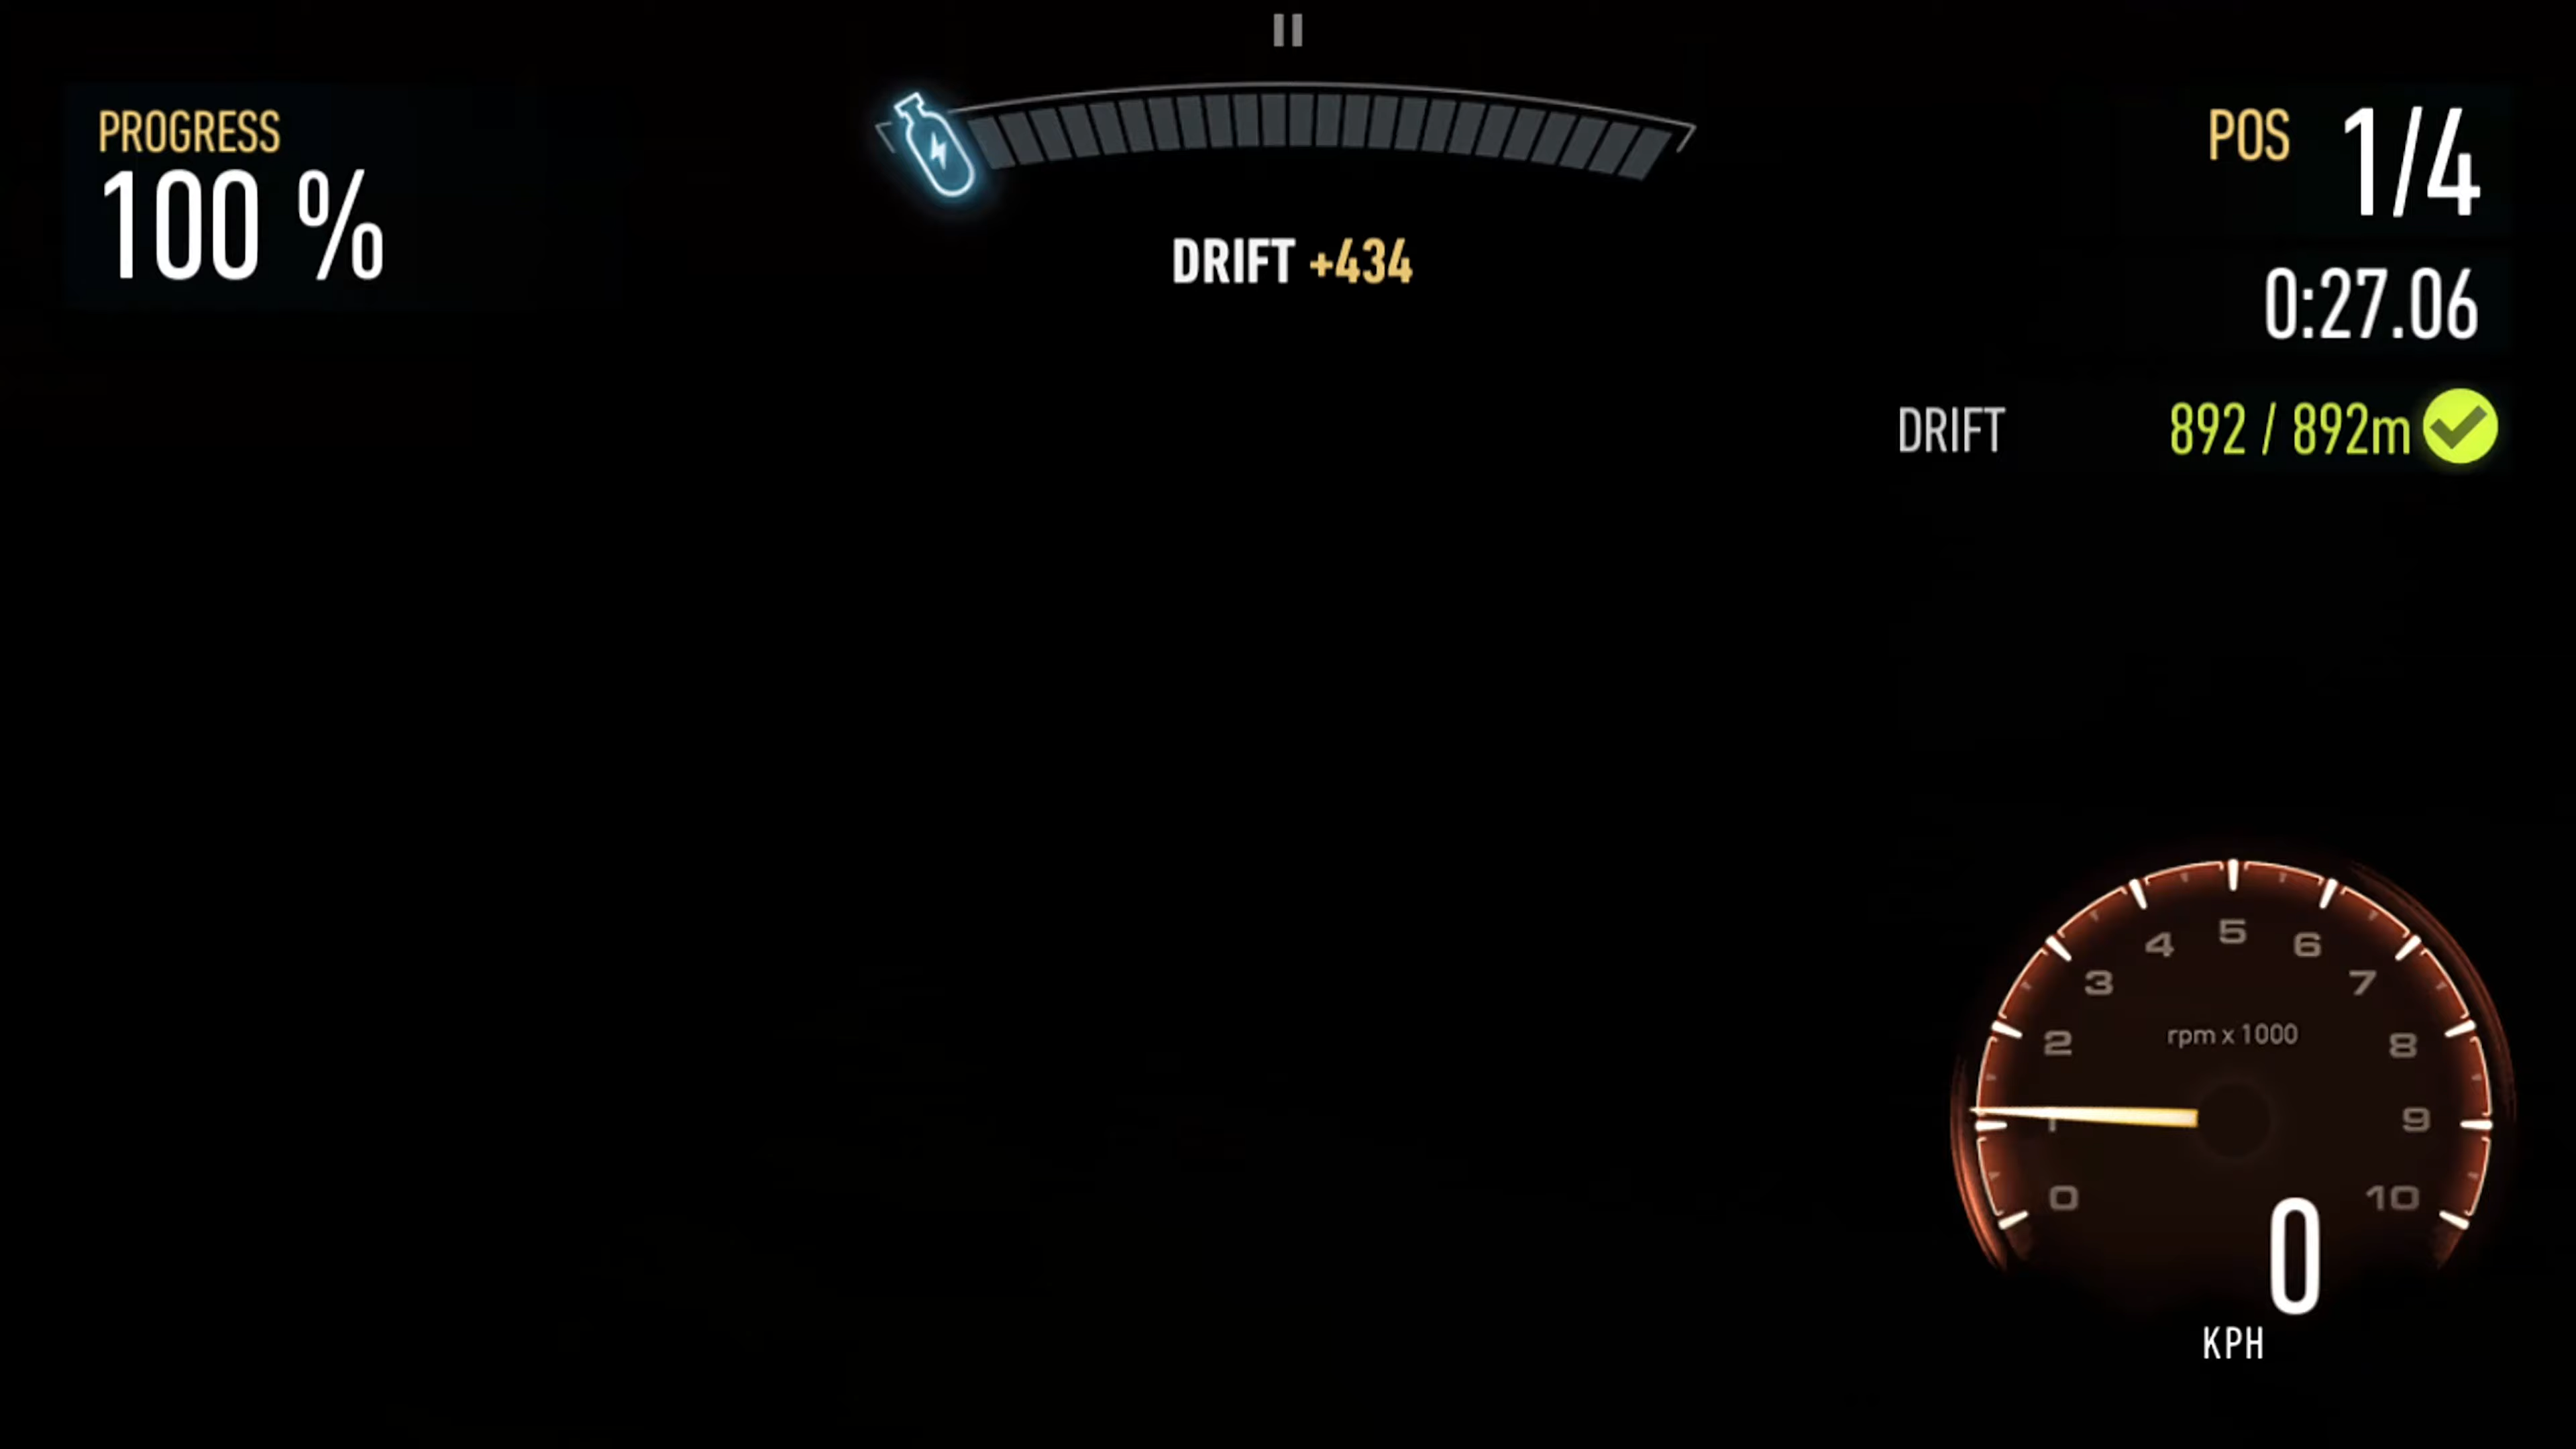 PROGRESS
100 %
DRIFT +434
POS 1/4
0:27.06
DRIFT 892 / 892m
0 1 2 3 4 5 6 7 8 9 10
rpm x 1000
0
KPH